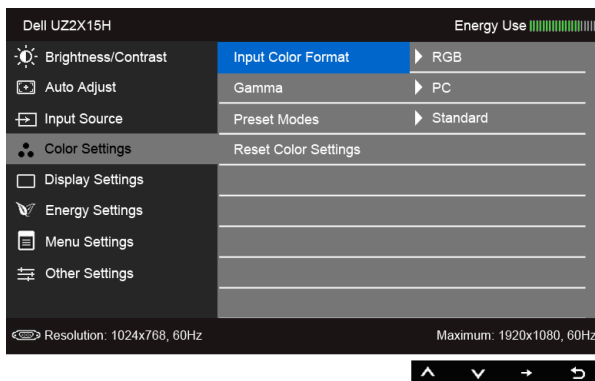 Dell UZ2X15H Energy Use
Brightness/Contrast Input Color Format RGB
Auto Adjust Gamma PC
Input Source Preset Modes Standard
Color Settings Reset Color Settings
Display Settings
Energy Settings
Menu Settings
Other Settings
Resolution: 1024x768, 60Hz Maximum: 1920x1080, 60Hz